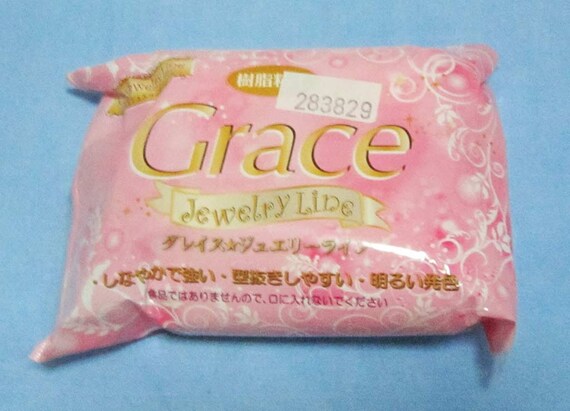 樹脂粘
283829
Grace
Jewelry Line
グレイス☆ジュエリーライン
・しなやかで強い・型抜きしやすい・明るい発色
食品ではありませんので、口に入れないでください